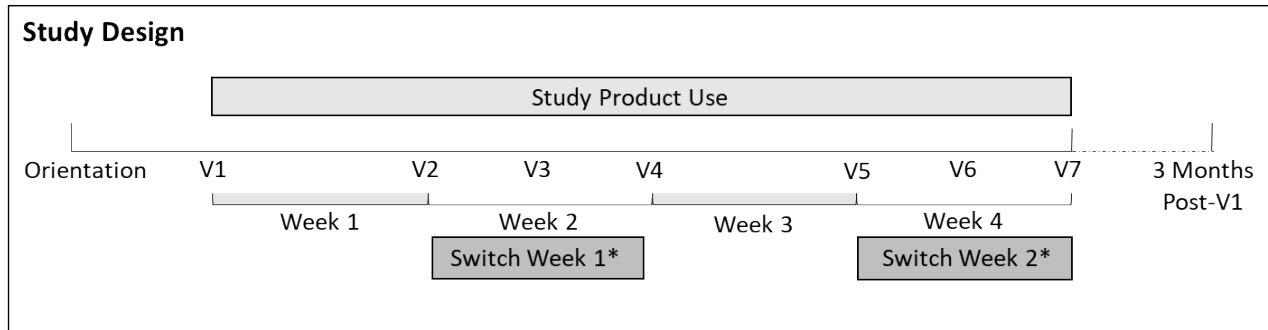 Study Design
Study Product Use
Orientation V1 V2 V3 V4 V5 V6 V7 3 Months
Post-V1
Week 1 Week 2 Week 3 Week 4
Switch Week 1* Switch Week 2*